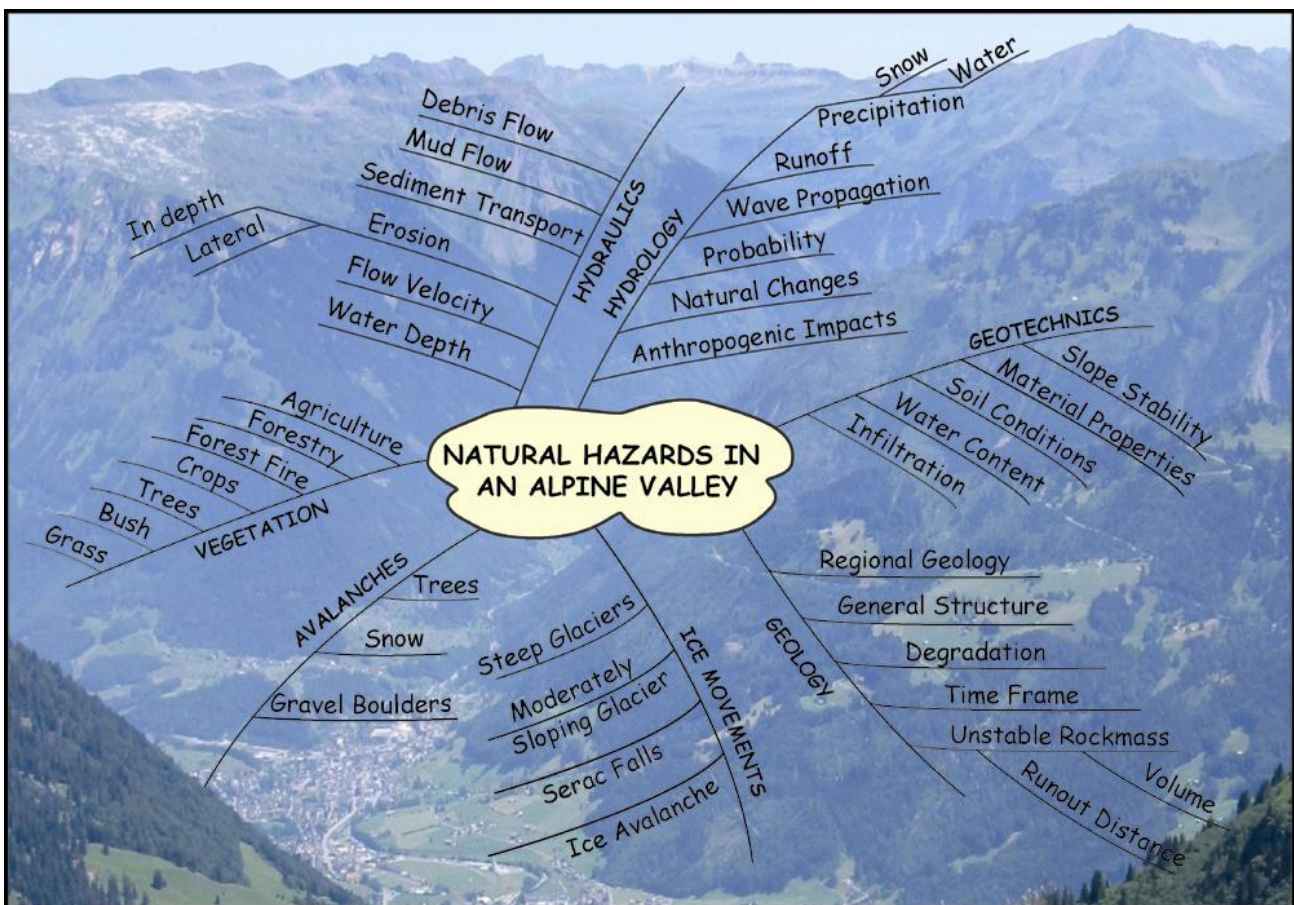 NATURAL HAZARDS IN
AN ALPINE VALLEY
HYDRAULICS
Debris Flow
Mud Flow
Sediment Transport
Erosion
In depth
Lateral
Flow Velocity
Water Depth
HYDROLOGY
Snow
Water
Precipitation
Runoff
Wave Propagation
Probability
Natural Changes
Anthropogenic Impacts
GEOTECHNICS
Slope Stability
Material Properties
Soil Conditions
Water Content
Infiltration
GEOLOGY
Regional Geology
General Structure
Degradation
Time Frame
Unstable Rockmass
Volume
Runout Distance
ICE MOVEMENTS
Steep Glaciers
Moderately
Sloping Glacier
Serac Falls
Ice Avalanche
AVALANCHES
Trees
Snow
Gravel Boulders
VEGETATION
Agriculture
Forestry
Forest Fire
Crops
Trees
Bush
Grass